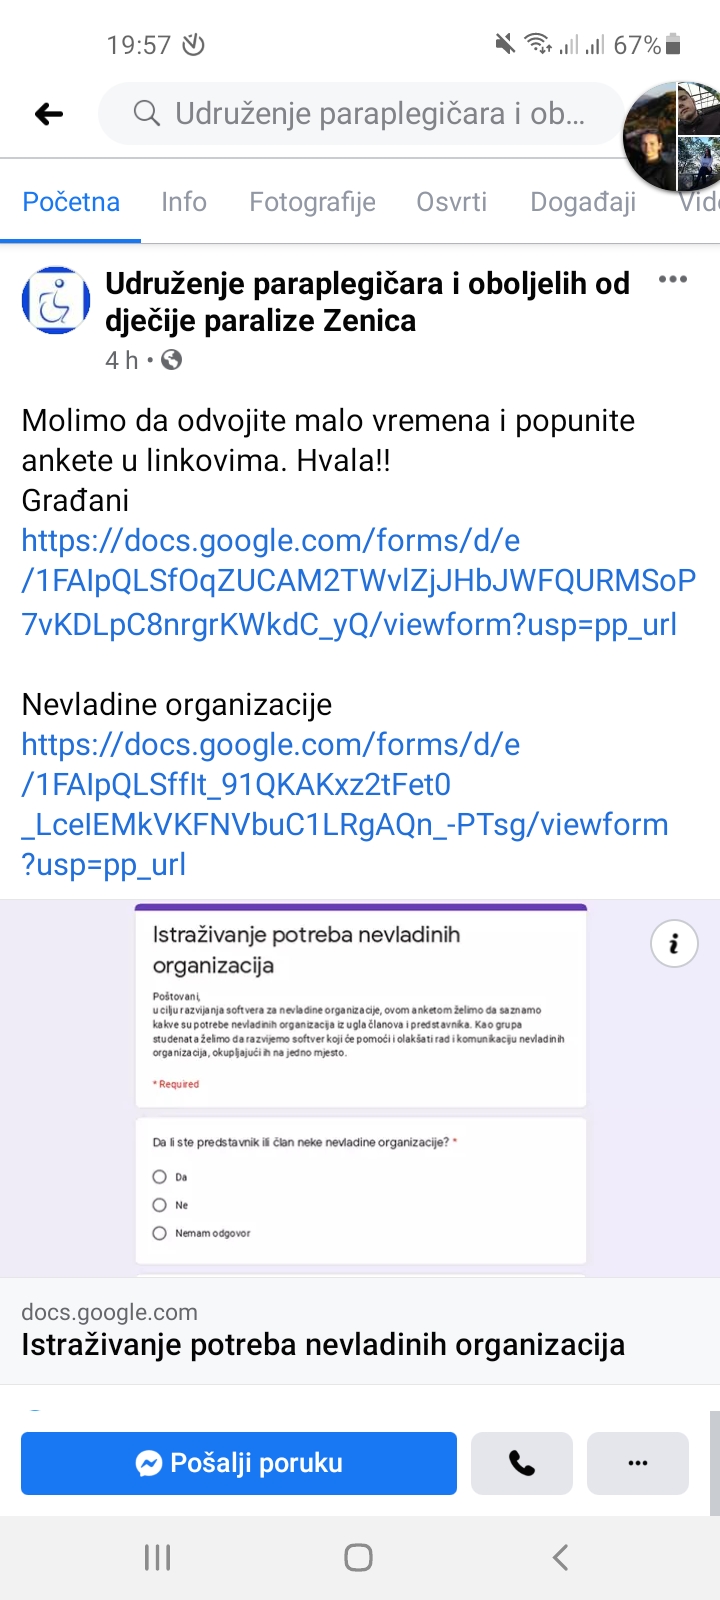 19:57
67%
Udruženje paraplegičara i ob...
Početna Info Fotografije Osvrti Događaji Vid
Udruženje paraplegičara i oboljelih od
dječije paralize Zenica
4 h •
Molimo da odvojite malo vremena i popunite
ankete u linkovima. Hvala!!
Građani
https://docs.google.com/forms/d/e
/1FAIpQLSfOqZUCAM2TWvlZjJHbJWFQURMSoP
7vKDLpC8nrgrKWkdC_yQ/viewform?usp=pp_url
Nevladine organizacije
https://docs.google.com/forms/d/e
/1FAIpQLSffIt_91QKAKxz2tFet0
_LceIEMkVKFNVbuC1LRgAQn_-PTsg/viewform
?usp=pp_url
Istraživanje potreba nevladinih
organizacija
Poštovani,
u cilju razvijanja softvera za nevladine organizacije, ovom anketom želimo da saznamo
kakve su potrebe nevladinih organizacija iz ugla članova i predstavnika. Kao grupa
studenata želimo da razvijemo softver koji će pomoći i olakšati rad i komunikaciju nevladinih
organizacija, okupljajući ih na jedno mjesto.
* Required
Da li ste predstavnik ili član neke nevladine organizacije? *
Da
Ne
Nemam odgovor
docs.google.com
Istraživanje potreba nevladinih organizacija
Pošalji poruku